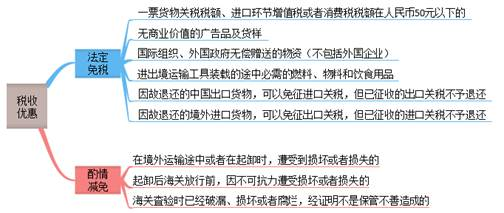 税收
优惠
法定
免税
一票货物关税税额、进口环节增值税或者消费税税额在人民币50元以下的
无商业价值的广告品及货样
国际组织、外国政府无偿赠送的物资（不包括外国企业）
进出境运输工具装载的途中必需的燃料、物料和饮食用品
因故退还的中国出口货物，可以免征进口关税，但已征收的出口关税不予退还
因故退还的境外进口货物，可以免征出口关税，但已征收的进口关税不予退还
酌情
减免
在境外运输途中或者在起卸时，遭受到损坏或者损失的
起卸后海关放行前，因不可抗力遭受损坏或者损失的
海关查验时已经破漏、损坏或者腐烂，经证明不是保管不善造成的